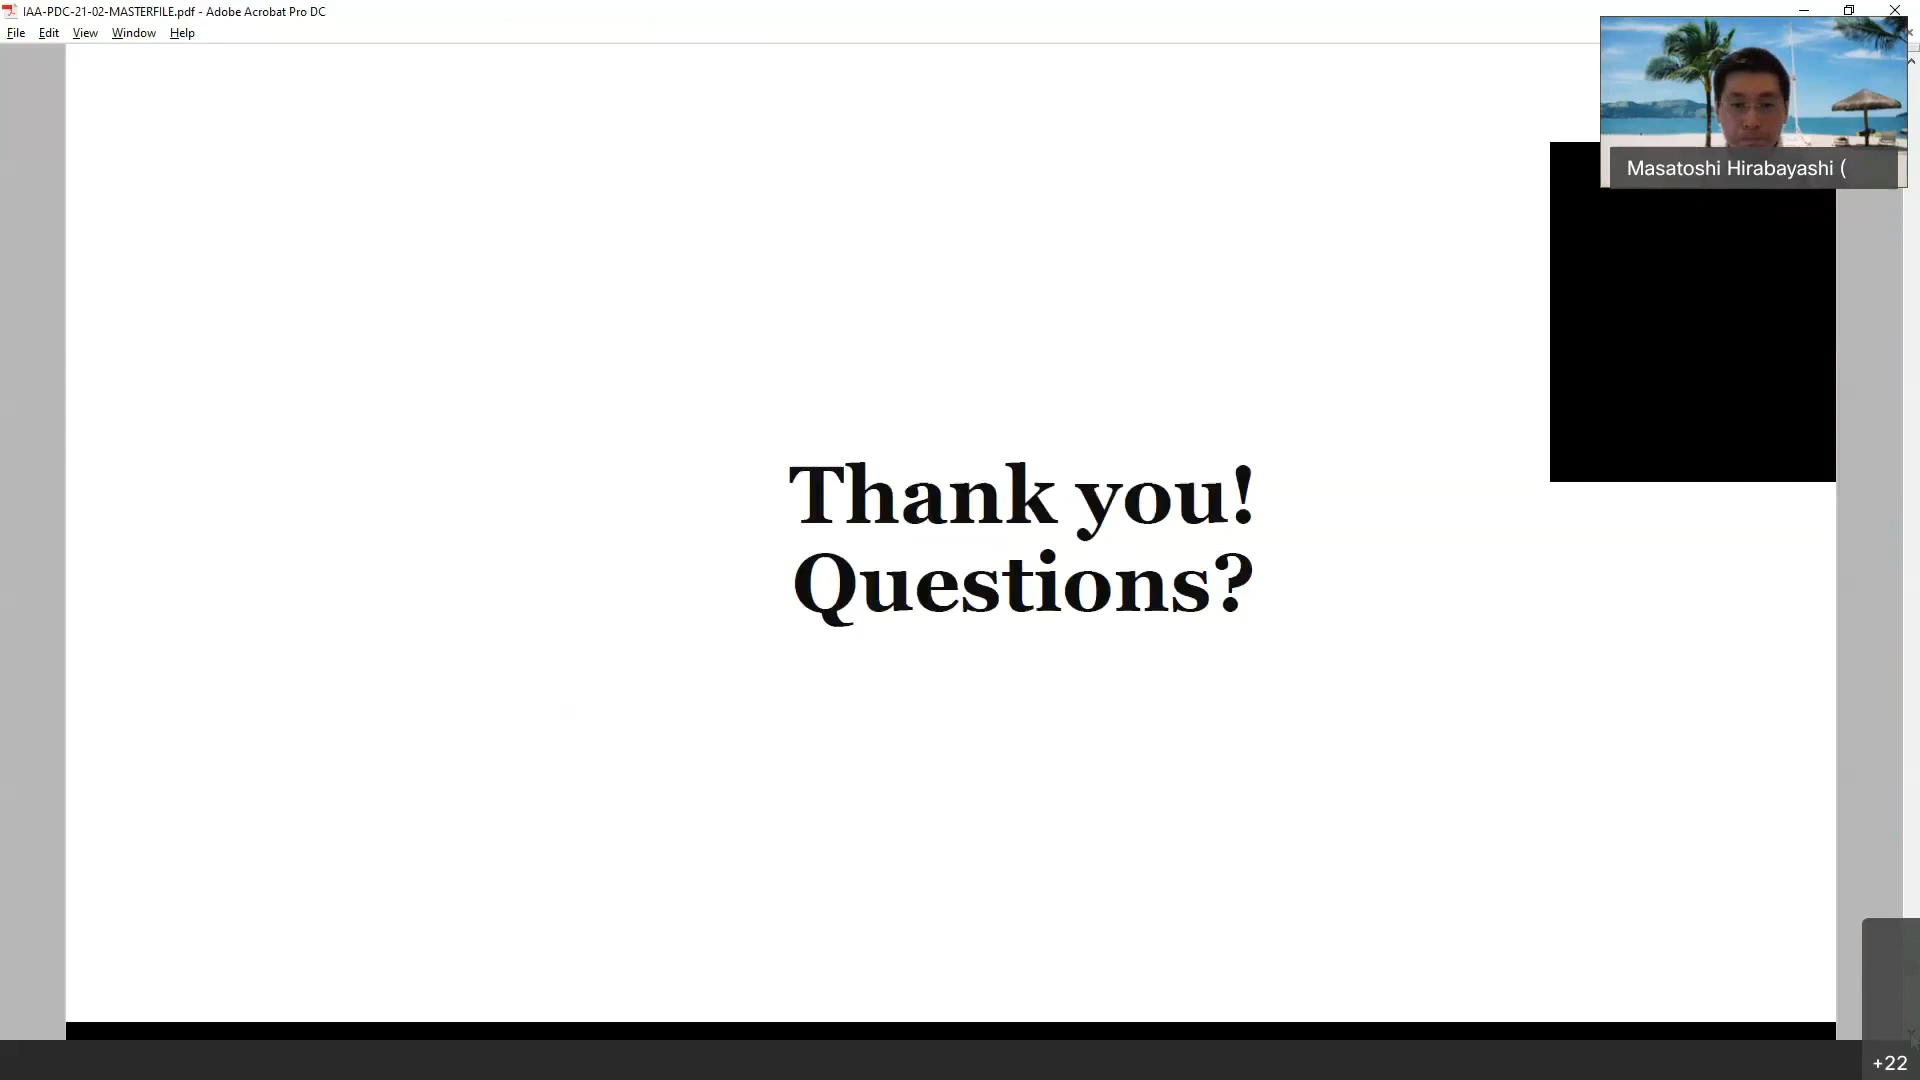 IAA-PDC-21-02-MASTERFILE.pdf - Adobe Acrobat Pro DC
File Edit View Window Help
Masatoshi Hirabayashi (
Thank you!
Questions?
+22